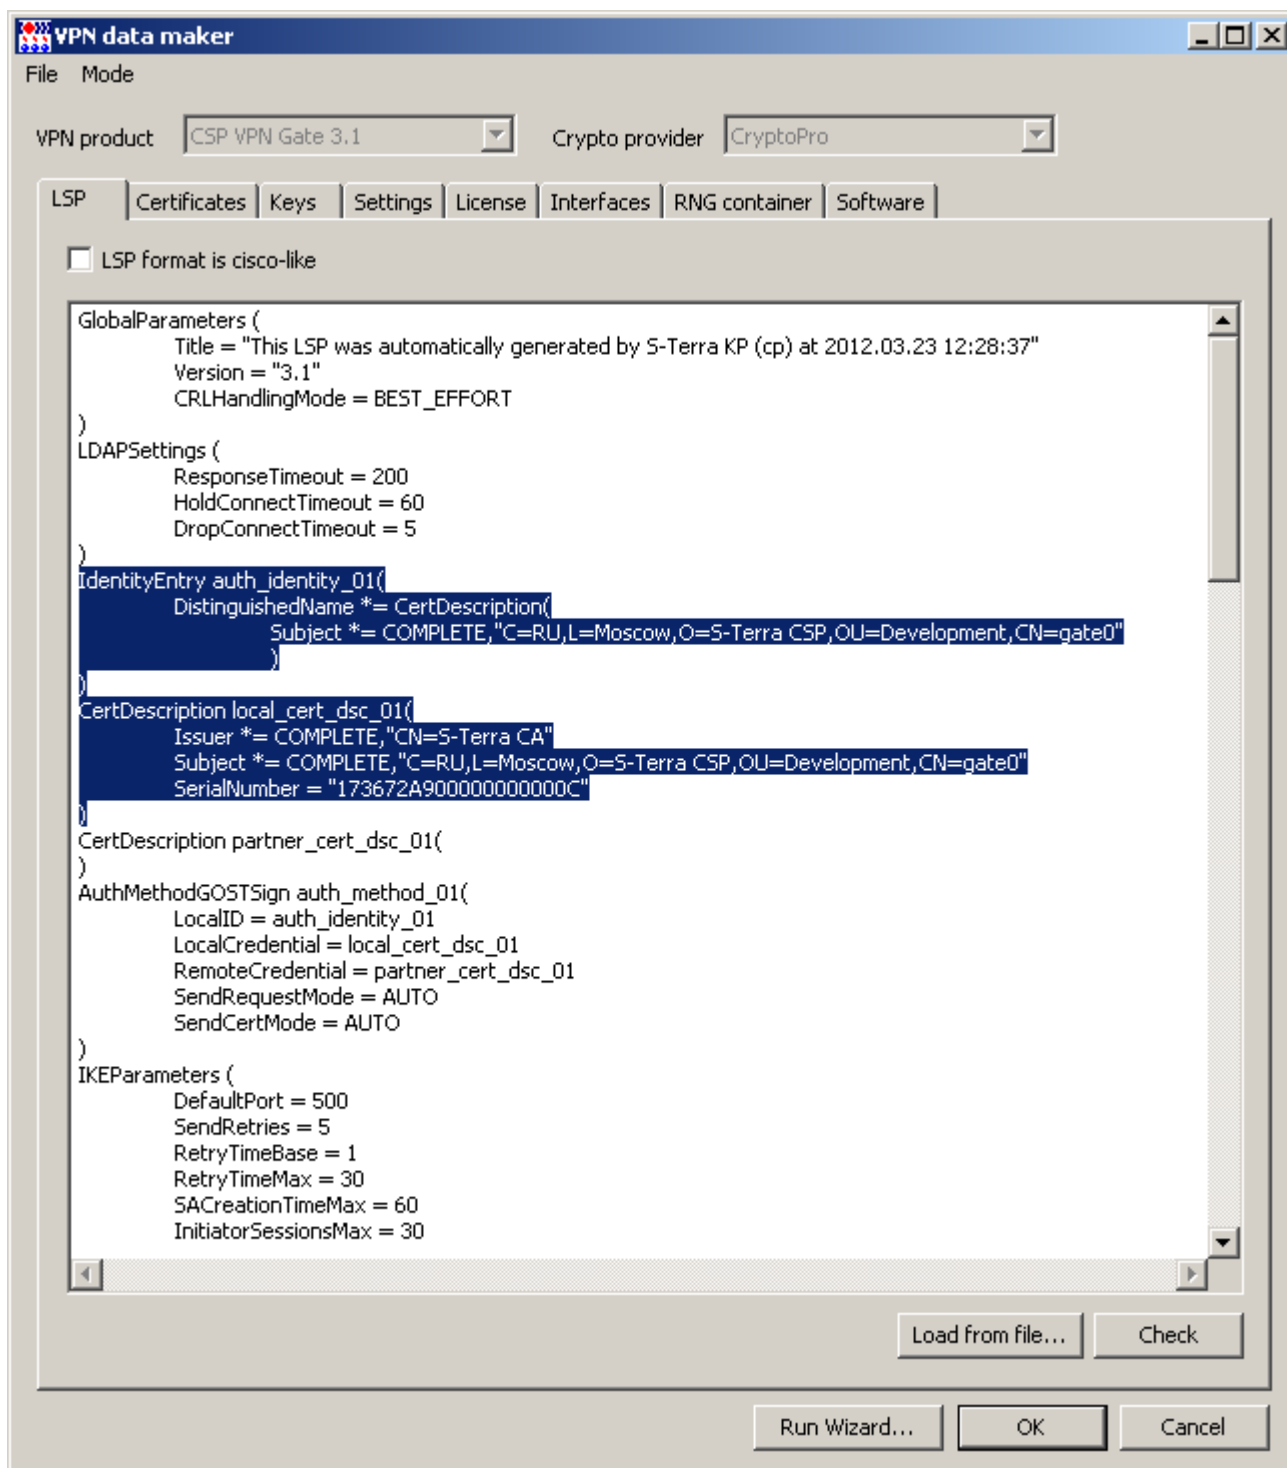 VPN data maker
File Mode
VPN product CSP VPN Gate 3.1 Crypto provider CryptoPro
LSP Certificates Keys Settings License Interfaces RNG container Software
LSP format is cisco-like
GlobalParameters (
Title = "This LSP was automatically generated by S-Terra KP (cp) at 2012.03.23 12:28:37"
Version = "3.1"
CRLHandlingMode = BEST_EFFORT
)
LDAPSettings (
ResponseTimeout = 200
HoldConnectTimeout = 60
DropConnectTimeout = 5
)
IdentityEntry auth_identity_01(
DistinguishedName *= CertDescription(
Subject *= COMPLETE,"C=RU,L=Moscow,O=S-Terra CSP,OU=Development,CN=gate0"
)
)
CertDescription local_cert_dsc_01(
Issuer *= COMPLETE,"CN=S-Terra CA"
Subject *= COMPLETE,"C=RU,L=Moscow,O=S-Terra CSP,OU=Development,CN=gate0"
SerialNumber = "173672A900000000000C"
)
CertDescription partner_cert_dsc_01(
)
AuthMethodGOSTSign auth_method_01(
LocalID = auth_identity_01
LocalCredential = local_cert_dsc_01
RemoteCredential = partner_cert_dsc_01
SendRequestMode = AUTO
SendCertMode = AUTO
)
IKEParameters (
DefaultPort = 500
SendRetries = 5
RetryTimeBase = 1
RetryTimeMax = 30
SACreationTimeMax = 60
InitiatorSessionsMax = 30
Load from file... Check
Run Wizard... OK Cancel